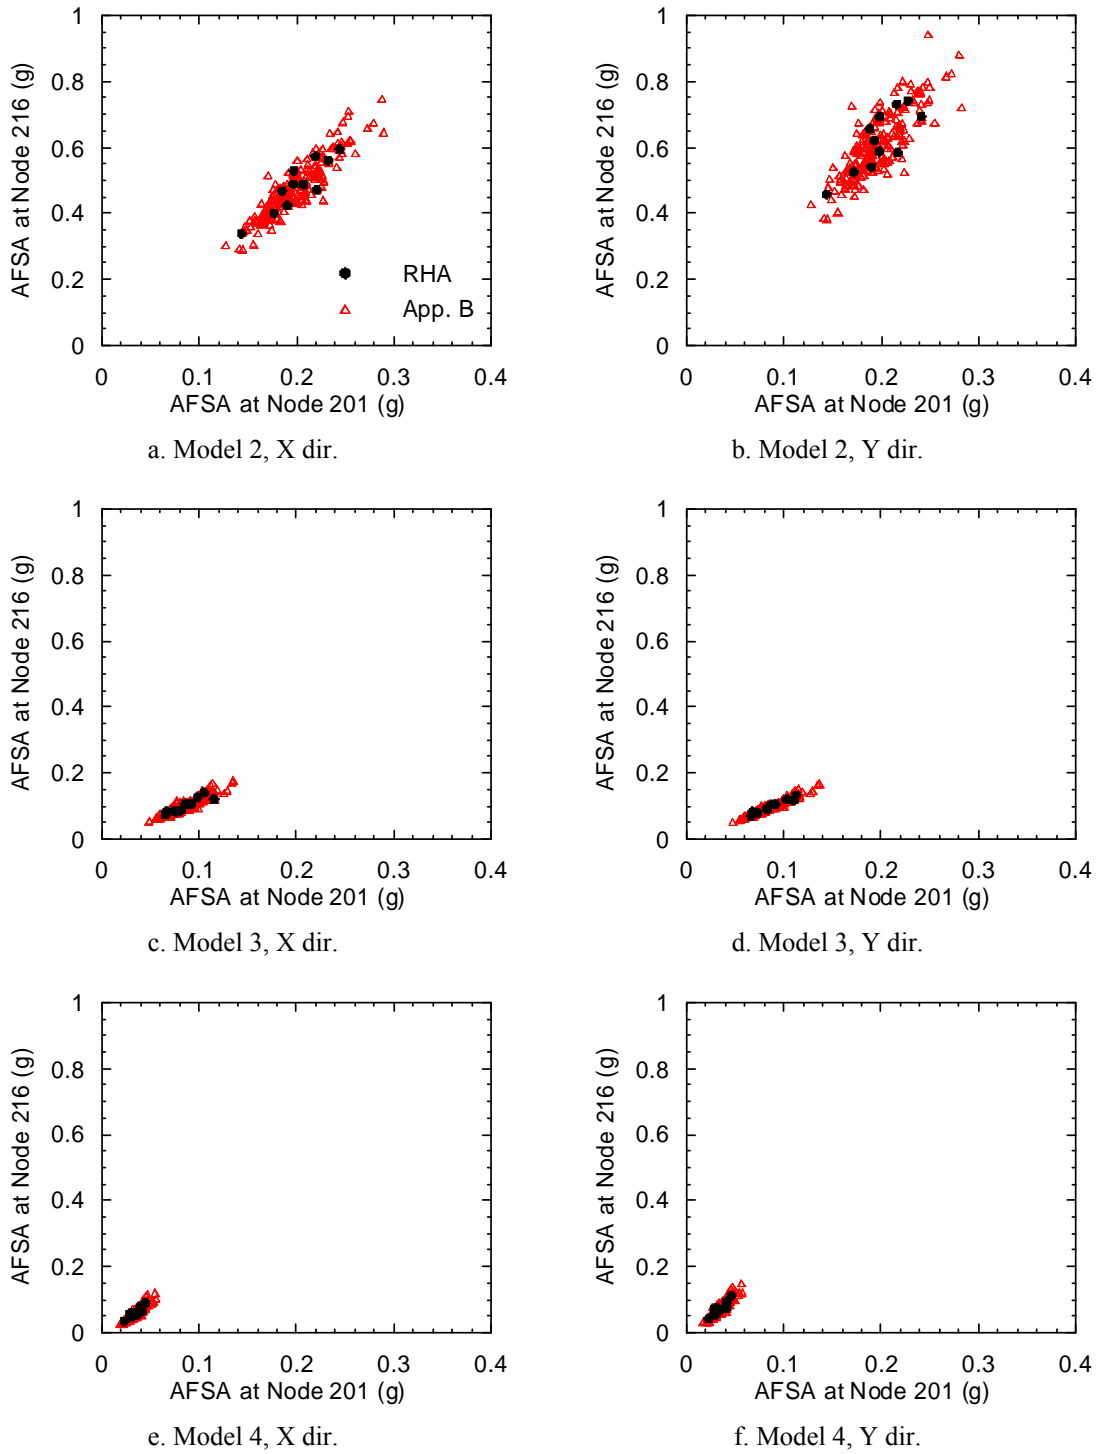 AFSA at Node 216 (g)
1
0.8
0.6
0.4
0.2
0
RHA
App. B
0 0.1 0.2 0.3 0.4
AFSA at Node 201 (g)
a. Model 2, X dir.
AFSA at Node 216 (g)
1
0.8
0.6
0.4
0.2
0
0 0.1 0.2 0.3 0.4
AFSA at Node 201 (g)
b. Model 2, Y dir.
AFSA at Node 216 (g)
1
0.8
0.6
0.4
0.2
0
0 0.1 0.2 0.3 0.4
AFSA at Node 201 (g)
c. Model 3, X dir.
AFSA at Node 216 (g)
1
0.8
0.6
0.4
0.2
0
0 0.1 0.2 0.3 0.4
AFSA at Node 201 (g)
d. Model 3, Y dir.
AFSA at Node 216 (g)
1
0.8
0.6
0.4
0.2
0
0 0.1 0.2 0.3 0.4
AFSA at Node 201 (g)
e. Model 4, X dir.
AFSA at Node 216 (g)
1
0.8
0.6
0.4
0.2
0
0 0.1 0.2 0.3 0.4
AFSA at Node 201 (g)
f. Model 4, Y dir.